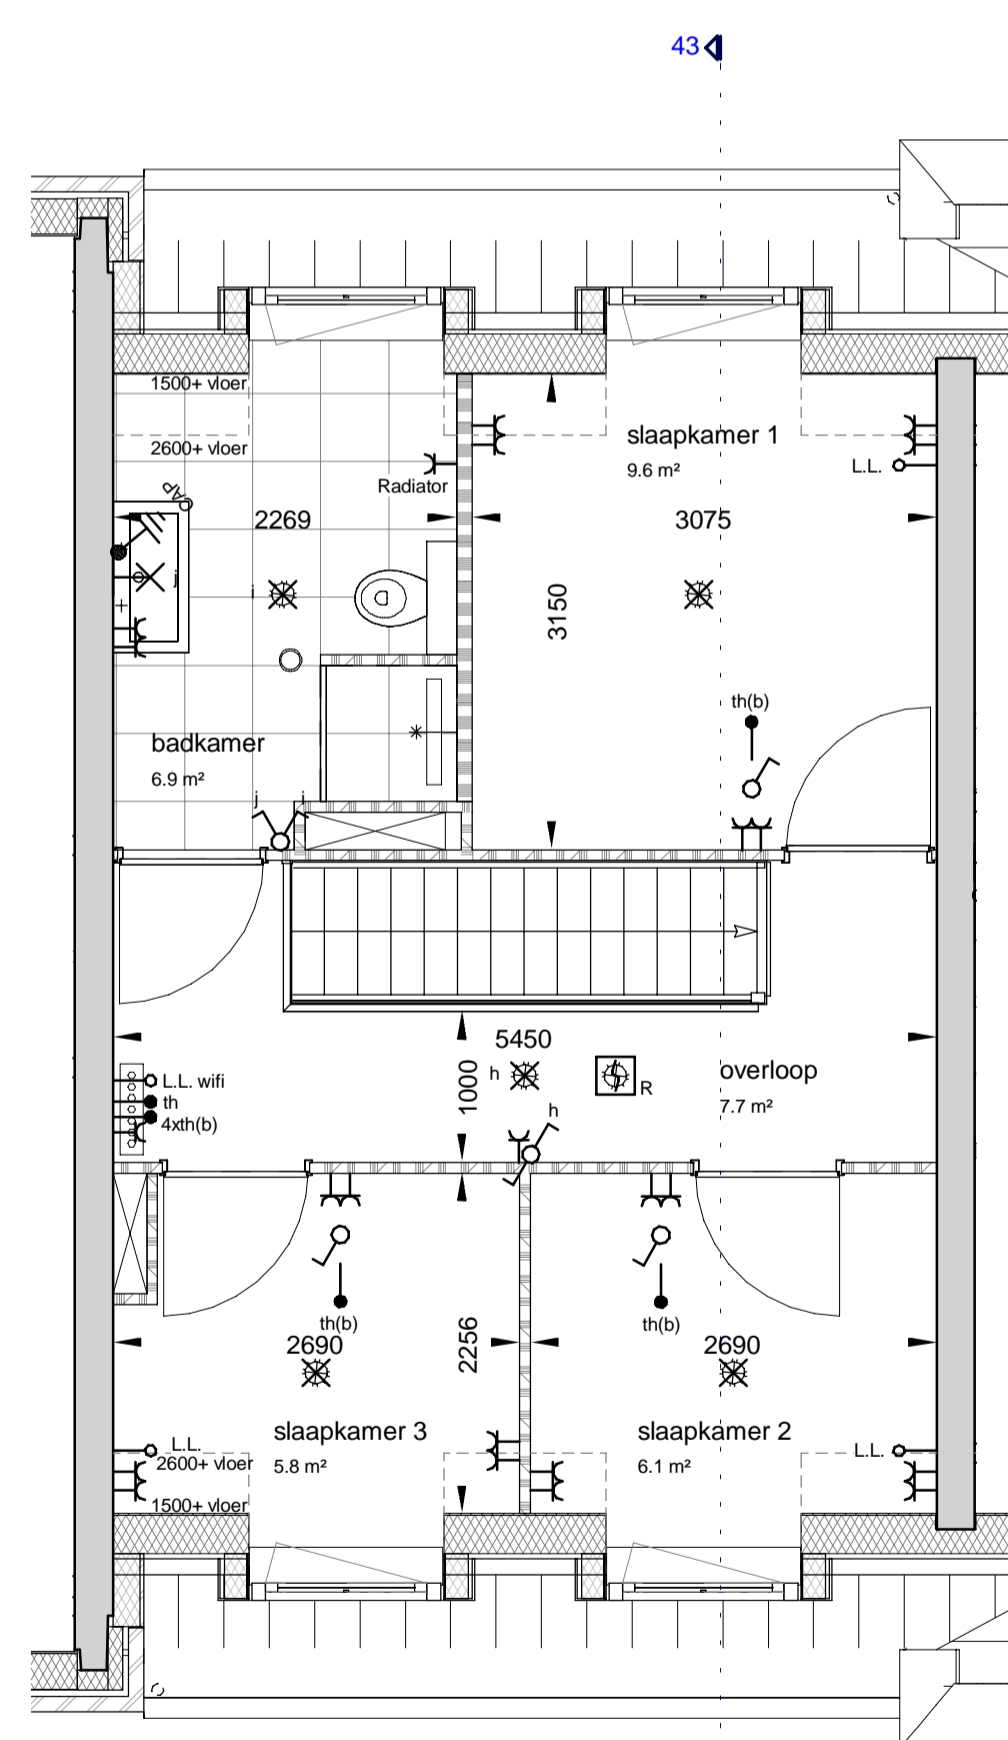 43
1500+ vloer
2600+ vloer
slaapkamer 1
9.6 m²
L.L.
Radiator
CAP
2269
3075
3150
j
i
th(b)
badkamer
6.9 m²
j
i
5450
1000
h
R
overloop
7.7 m²
L.L. wifi
th
4xth(b)
h
th(b)
th(b)
2690
2256
2690
slaapkamer 3
5.8 m²
slaapkamer 2
6.1 m²
L.L.
2600+ vloer
1500+ vloer
L.L.